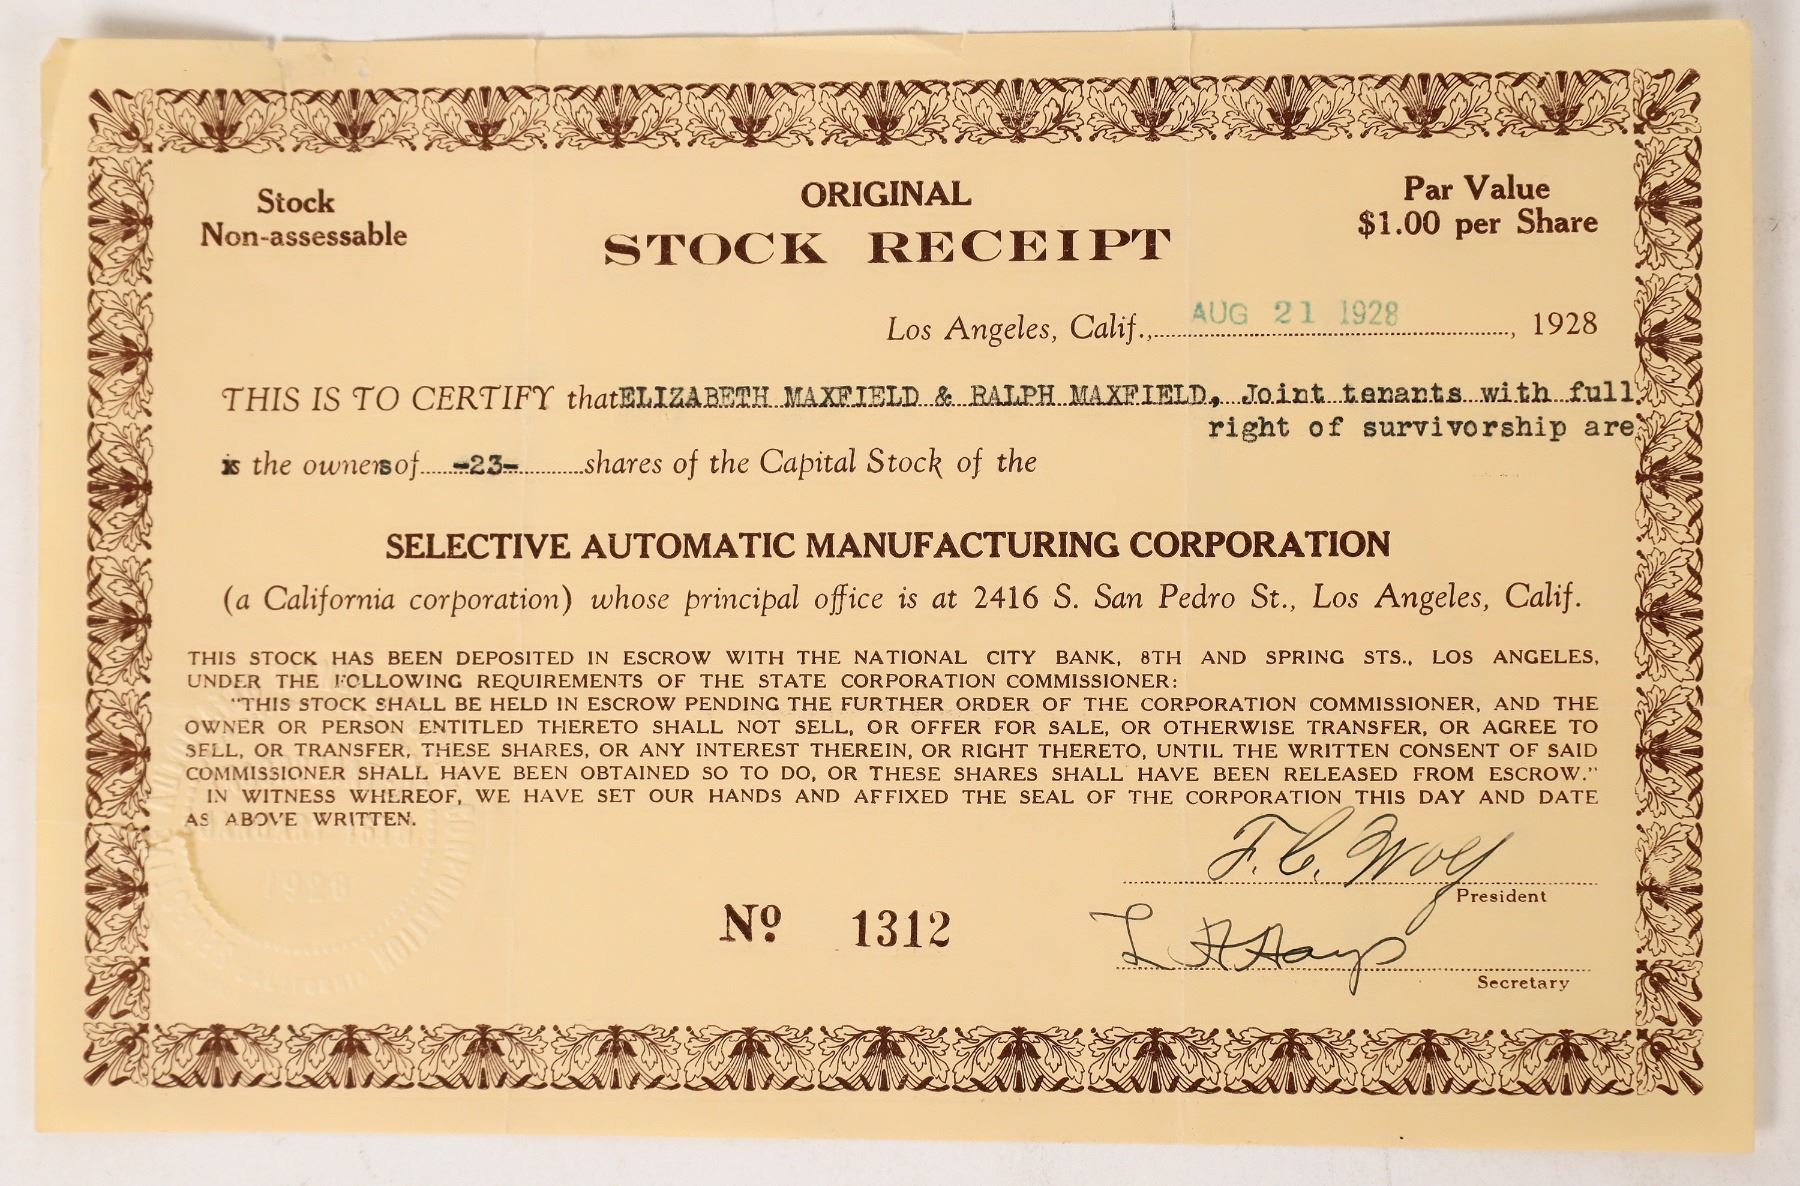 Stock
Non-assessable
ORIGINAL
STOCK RECEIPT
Par Value
$1.00 per Share
Los Angeles, Calif., AUG 21 1928, 1928
THIS IS TO CERTIFY that ELIZABETH MAXFIELD & RALPH MAXFIELD, Joint tenants with full
right of survivorship are
is the owners of -23- shares of the Capital Stock of the
SELECTIVE AUTOMATIC MANUFACTURING CORPORATION
(a California corporation) whose principal office is at 2416 S. San Pedro St., Los Angeles, Calif.
THIS STOCK HAS BEEN DEPOSITED IN ESCROW WITH THE NATIONAL CITY BANK, 8TH AND SPRING STS., LOS ANGELES,
UNDER THE FOLLOWING REQUIREMENTS OF THE STATE CORPORATION COMMISSIONER:
"THIS STOCK SHALL BE HELD IN ESCROW PENDING THE FURTHER ORDER OF THE CORPORATION COMMISSIONER, AND THE
OWNER OR PERSON ENTITLED THERETO SHALL NOT SELL, OR OFFER FOR SALE, OR OTHERWISE TRANSFER, OR AGREE TO
SELL, OR TRANSFER, THESE SHARES, OR ANY INTEREST THEREIN, OR RIGHT THERETO, UNTIL THE WRITTEN CONSENT OF SAID
COMMISSIONER SHALL HAVE BEEN OBTAINED SO TO DO, OR THESE SHARES SHALL HAVE BEEN RELEASED FROM ESCROW."
IN WITNESS WHEREOF, WE HAVE SET OUR HANDS AND AFFIXED THE SEAL OF THE CORPORATION THIS DAY AND DATE
AS ABOVE WRITTEN.
F. C. Wolf
President
No 1312
Secretary
CORPORATION
CALIFORNIA
1928